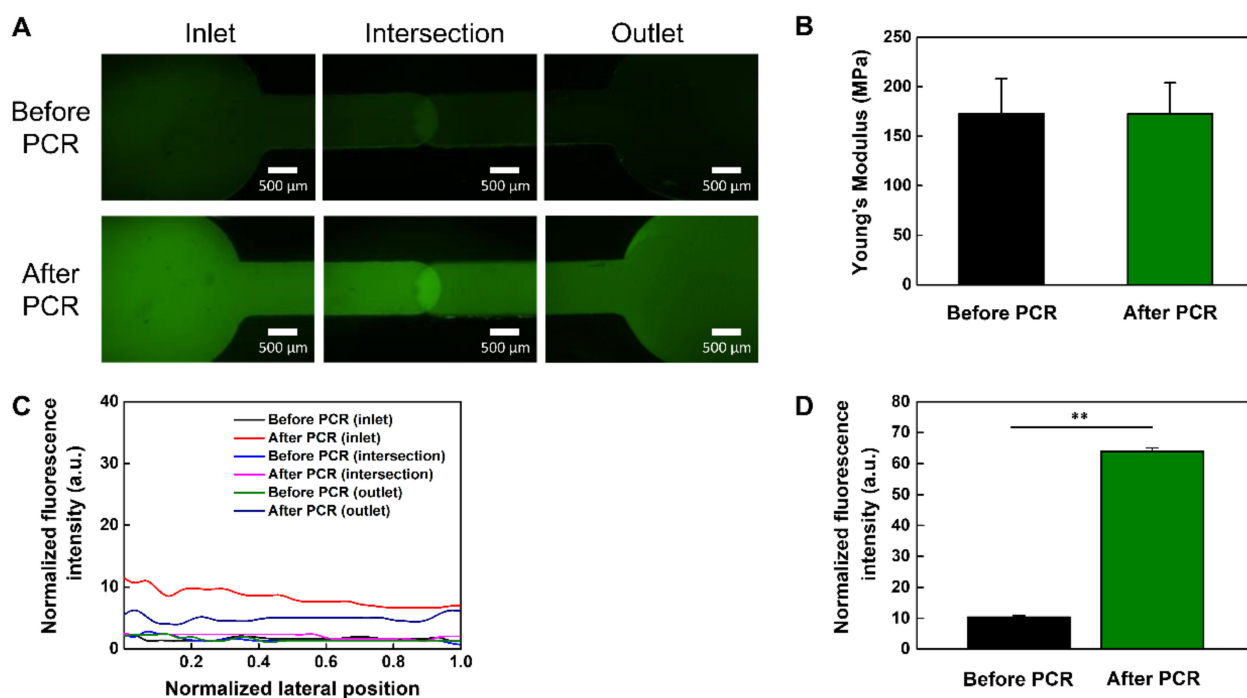 A
Inlet
Intersection
Outlet
Before
PCR
500 µm
500 µm
500 µm
After
PCR
500 µm
500 µm
500 µm
B
Young's Modulus (MPa)
250
200
150
100
50
0
Before PCR
After PCR
C
Normalized fluorescence
intensity (a.u.)
40
30
20
10
0
Before PCR (inlet)
After PCR (inlet)
Before PCR (intersection)
After PCR (intersection)
Before PCR (outlet)
After PCR (outlet)
0.2
0.4
0.6
0.8
1.0
Normalized lateral position
D
Normalized fluorescence
intensity (a.u.)
80
70
60
50
40
30
20
10
0
**
Before PCR
After PCR